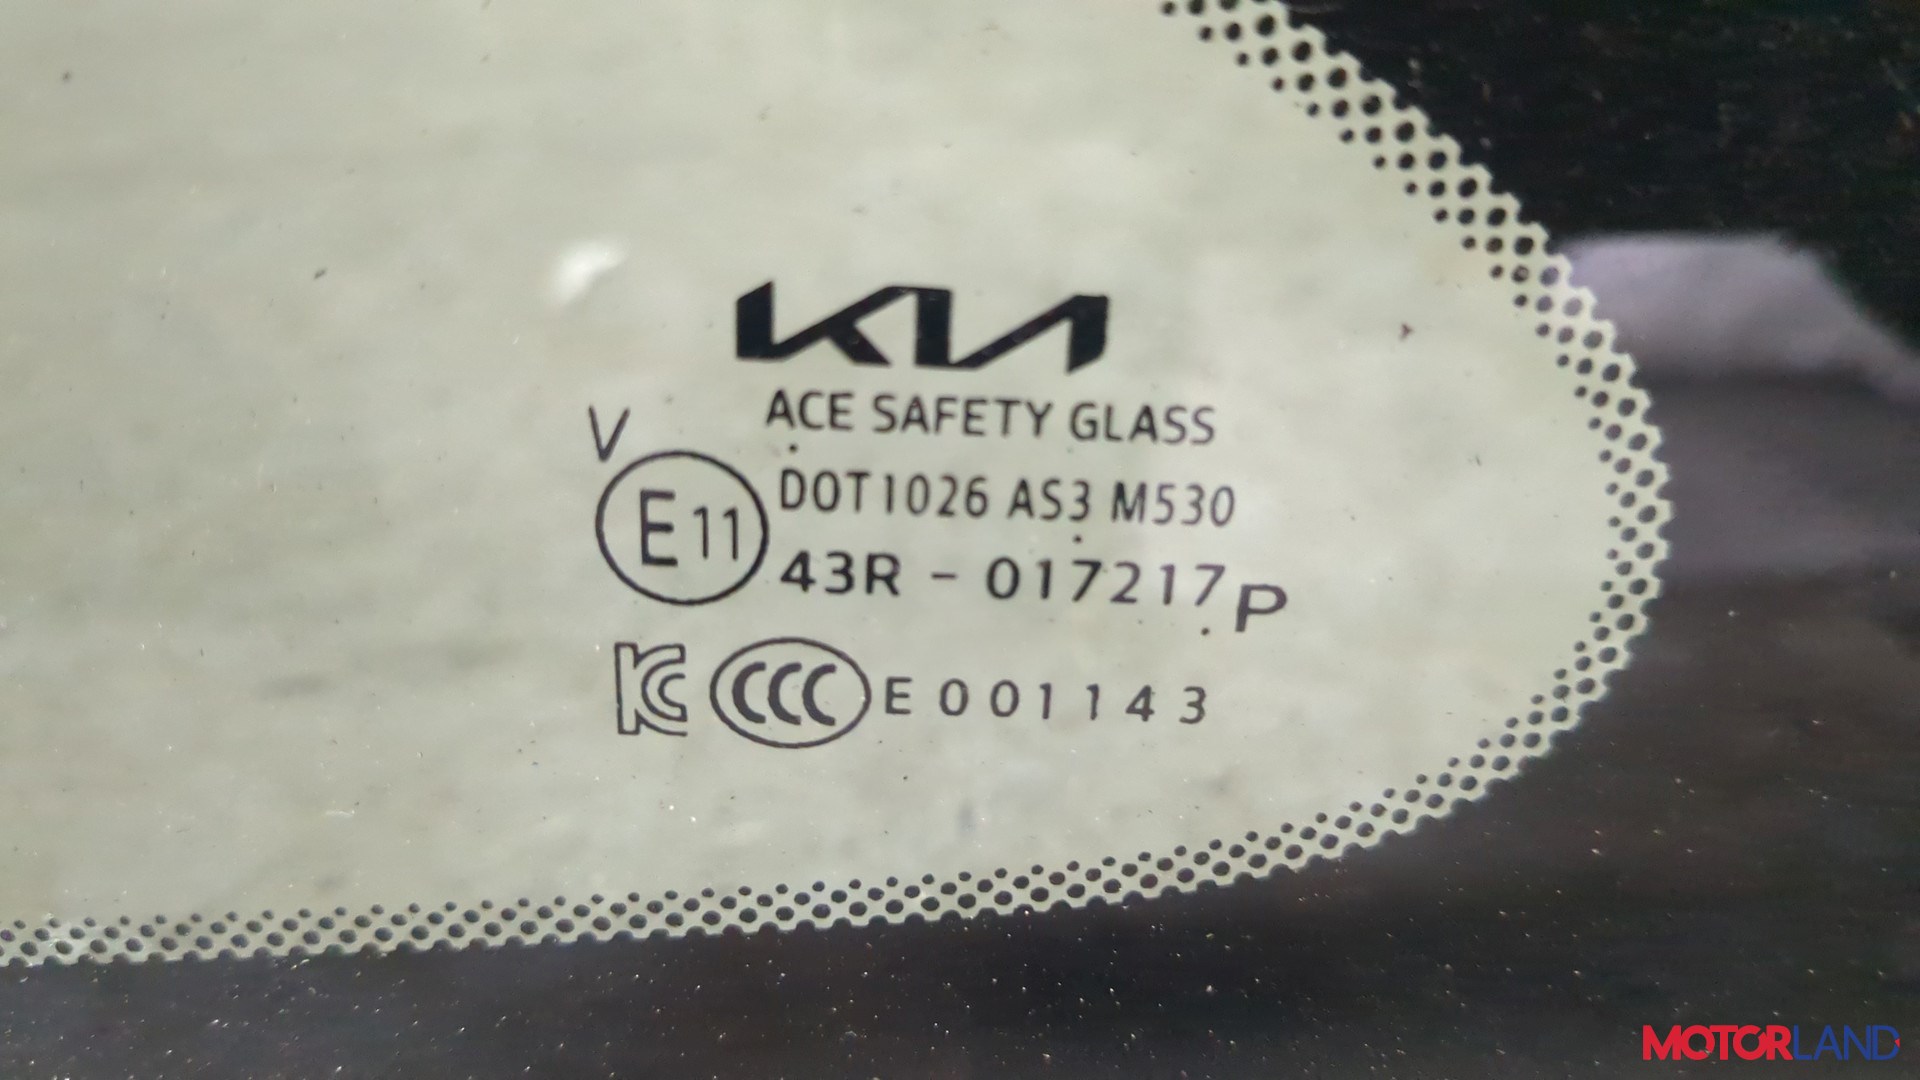 KIA
ACE SAFETY GLASS
V
E11
DOT1026 AS3 M530
43R - 017217 P
KC CCC E001143
MOTORLAND